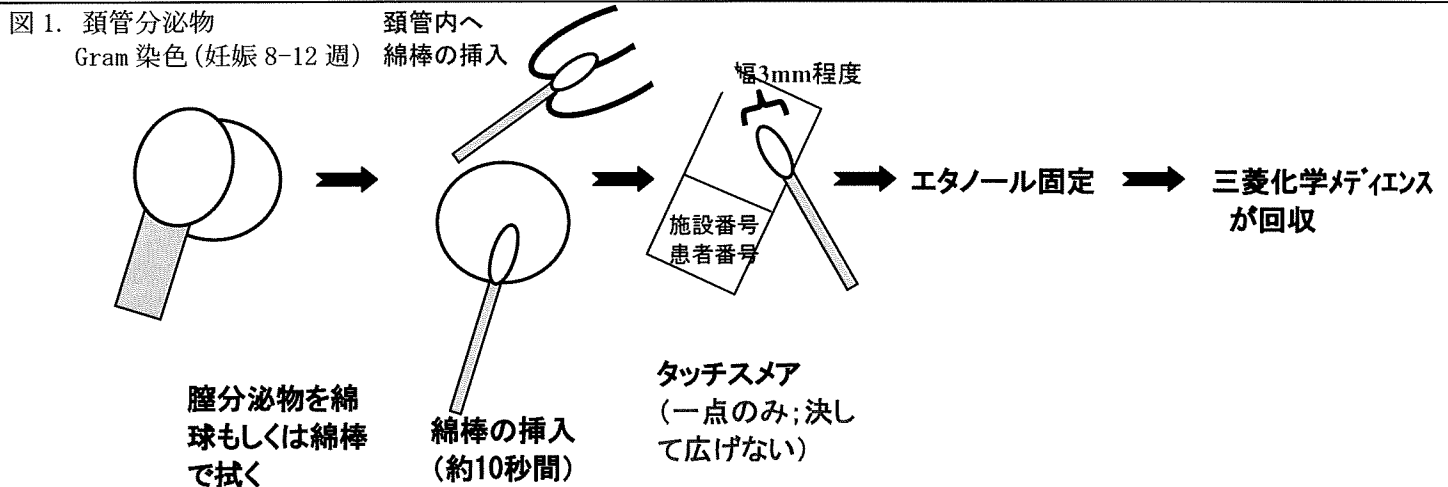 図 1. 頚管分泌物
Gram 染色(妊娠 8-12 週)
頚管内へ
綿棒の挿入
幅3mm程度
施設番号
患者番号
エタノール固定
三菱化学メディエンス
が回収
膣分泌物を綿
球もしくは綿棒
で拭く
綿棒の挿入
(約10秒間)
タッチスメア
(一点のみ;決し
て広げない)